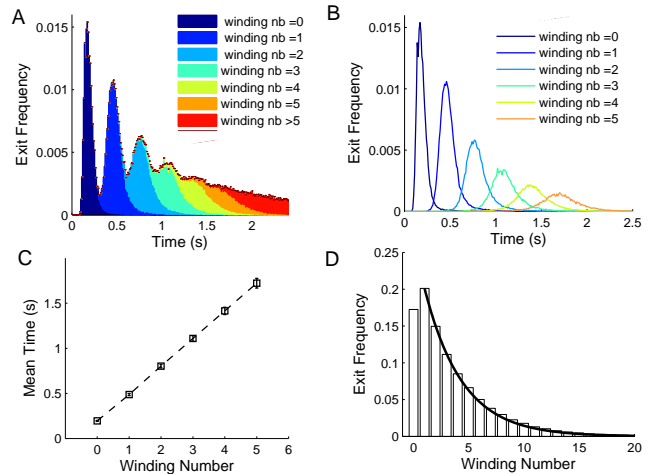 A
winding nb =0
winding nb =1
winding nb =2
winding nb =3
winding nb =4
winding nb =5
winding nb >5
Exit Frequency
0.015
0.01
0.005
0
0
0.5
1
1.5
2
Time (s)
B
winding nb =0
winding nb =1
winding nb =2
winding nb =3
winding nb =4
winding nb =5
Exit Frequency
0.015
0.01
0.005
0
0
0.5
1
1.5
2
2.5
Time (s)
C
Mean Time (s)
1.5
1
0.5
0
0
1
2
3
4
5
6
Winding Number
D
Exit Frequency
0.25
0.2
0.15
0.1
0.05
0
0
5
10
15
20
Winding Number